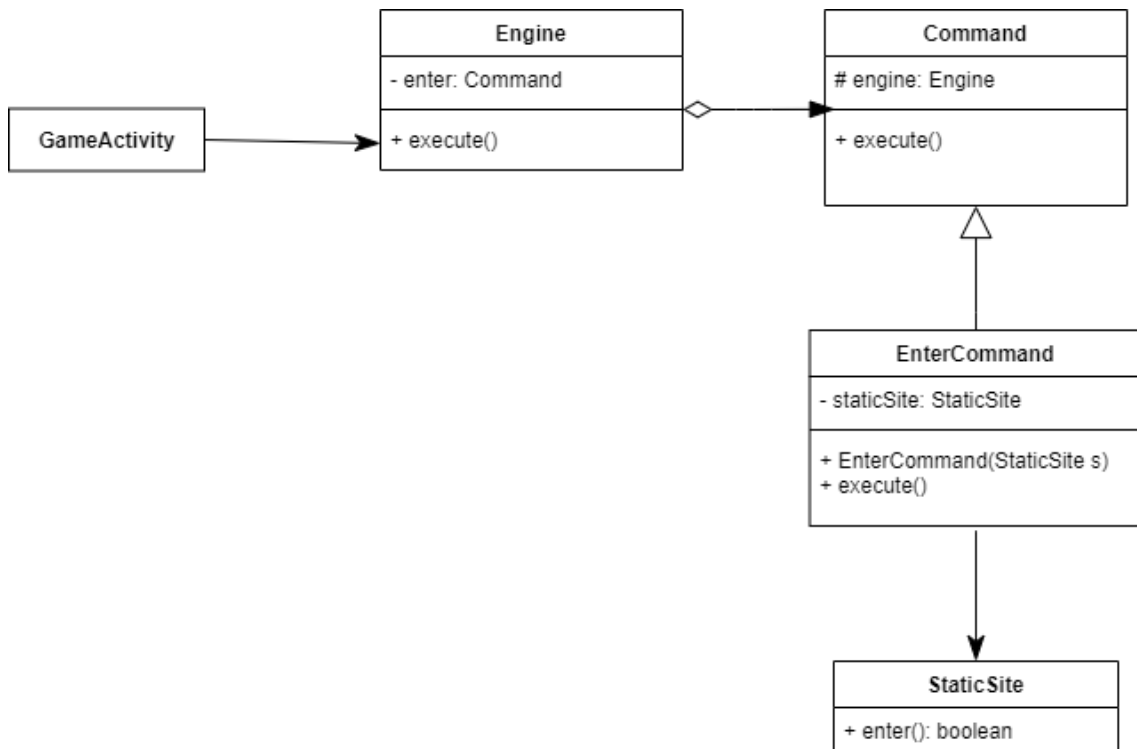 Engine
- enter: Command
+ execute()
Command
# engine: Engine
+ execute()
GameActivity
EnterCommand
- staticSite: StaticSite
+ EnterCommand(StaticSite s)
+ execute()
StaticSite
+ enter(): boolean